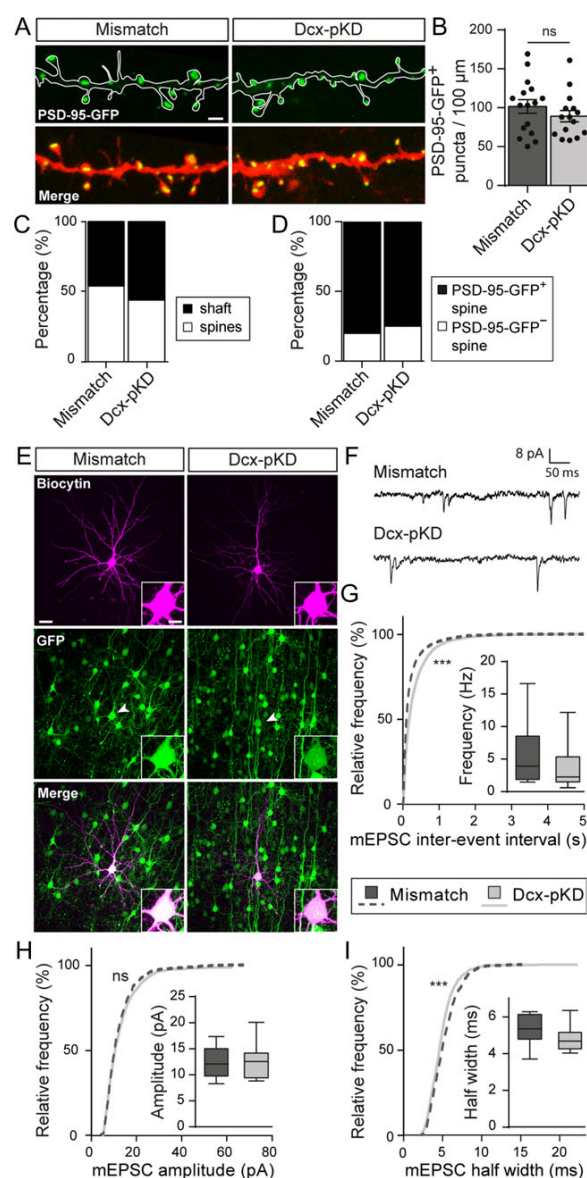 A
Mismatch
Dcx-pKD
PSD-95-GFP
Merge
B
ns
PSD-95-GFP+
puncta / 100 µm
200
150
100
50
0
Mismatch
Dcx-pKD
C
Percentage (%)
100
50
0
Mismatch
Dcx-pKD
shaft
spines
D
Percentage (%)
100
50
0
Mismatch
Dcx-pKD
PSD-95-GFP+
spine
PSD-95-GFP−
spine
E
Mismatch
Dcx-pKD
Biocytin
GFP
Merge
F
8 pA
50 ms
Mismatch
Dcx-pKD
G
Relative frequency (%)
100
50
0
0 1 2 3 4 5
mEPSC inter-event interval (s)
***
Frequency (Hz)
20
15
10
5
0
Mismatch
Dcx-pKD
H
Relative frequency (%)
100
50
0
0 20 40 60 80
mEPSC amplitude (pA)
ns
Amplitude (pA)
25
20
15
10
5
0
I
Relative frequency (%)
100
50
0
0 5 10 15 20
mEPSC half width (ms)
***
Half width (ms)
6
4
2
0